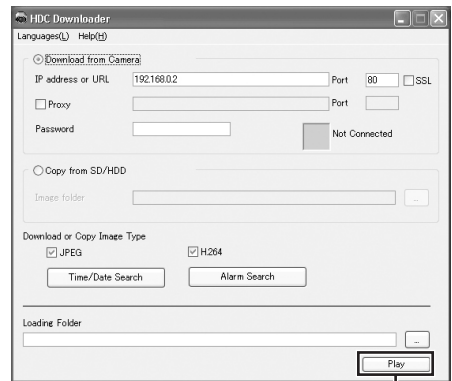 HDC Downloader
Languages(L) Help(H)
Download from Camera
IP address or URL 192.168.0.2 Port 80 SSL
Proxy Port
Password Not Connected
Copy from SD/HDD
Image folder ...
Download or Copy Image Type
JPEG H.264
Time/Date Search Alarm Search
Loading Folder
...
Play